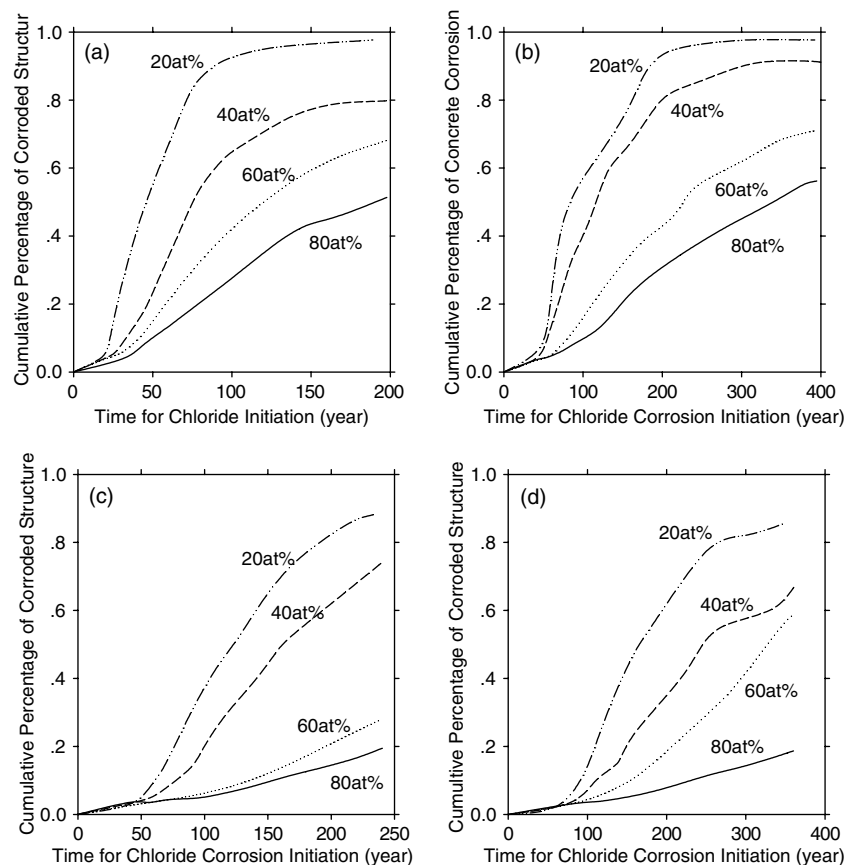 Cumulative Percentage of Corroded Structur
1.0
.8
.6
.4
.2
0.0
(a)
20at%
40at%
60at%
80at%
0 50 100 150 200
Time for Chloride Initiation (year)
Cumulative Percentage of Concrete Corrosion
1.0
.8
.6
.4
.2
0.0
(b)
20at%
40at%
60at%
80at%
0 100 200 300 400
Time for Chloride Corrosion Initiation (year)
Cumulative Percentage of Corroded Structure
1.0
.8
.6
.4
.2
0.0
(c)
20at%
40at%
60at%
80at%
0 50 100 150 200 250
Time for Chloride Corrosion Initiation (year)
Cumultive Percentage of Corroded Structure
1.0
.8
.6
.4
.2
0.0
(d)
20at%
40at%
60at%
80at%
0 100 200 300 400
Time for Chloride Corrosion Initiation (year)